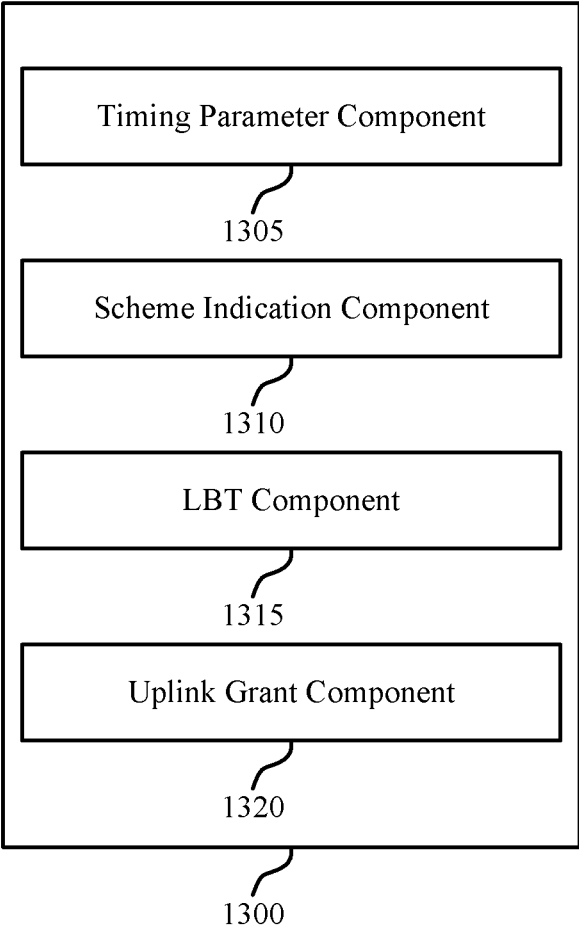 Timing Parameter Component
1305
Scheme Indication Component
1310
LBT Component
1315
Uplink Grant Component
1320
1300